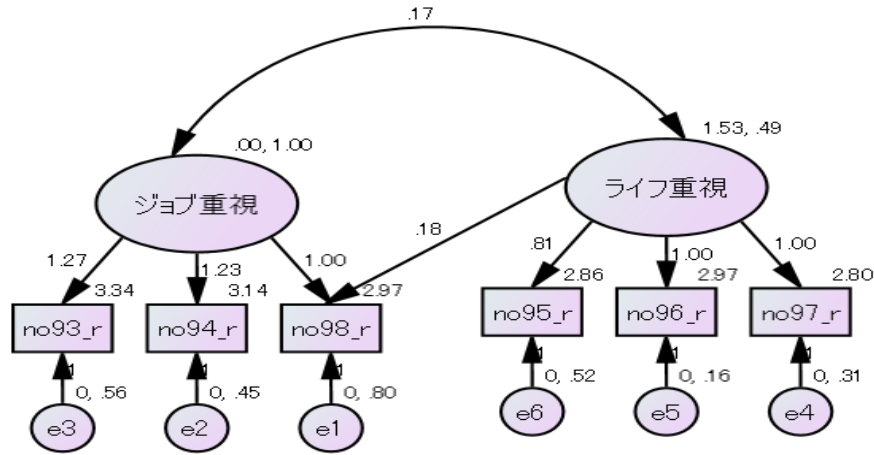 .17
.00, 1.00
1.53, .49
ジョブ重視
ライフ重視
.18
1.27
1.23
1.00
.81
1.00
1.00
3.34
3.14
2.97
2.86
2.97
2.80
no93_r
no94_r
no98_r
no95_r
no96_r
no97_r
1
1
1
1
1
1
0, .56
0, .45
0, .80
0, .52
0, .16
0, .31
e3
e2
e1
e6
e5
e4